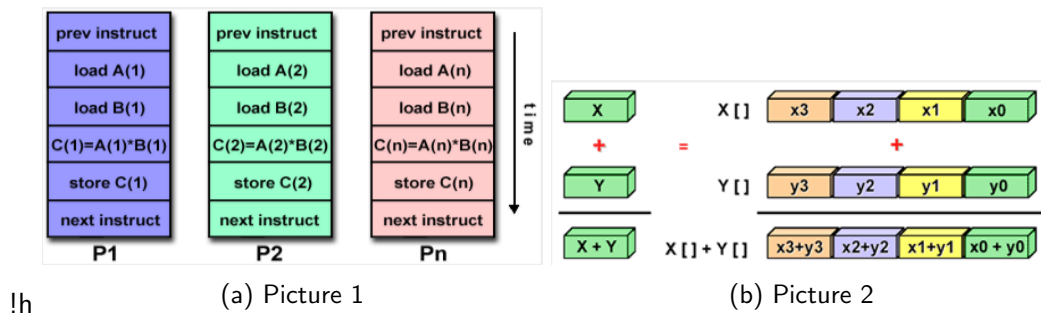 prev instruct
load A(1)
load B(1)
C(1)=A(1)*B(1)
store C(1)
next instruct
P1
prev instruct
load A(2)
load B(2)
C(2)=A(2)*B(2)
store C(2)
next instruct
P2
prev instruct
load A(n)
load B(n)
C(n)=A(n)*B(n)
store C(n)
next instruct
Pn
time
X X [ ] x3 x2 x1 x0
+ = +
Y Y [ ] y3 y2 y1 y0
X + Y X [ ] + Y [ ] x3+y3 x2+y2 x1+y1 x0 + y0
!h (a) Picture 1 (b) Picture 2